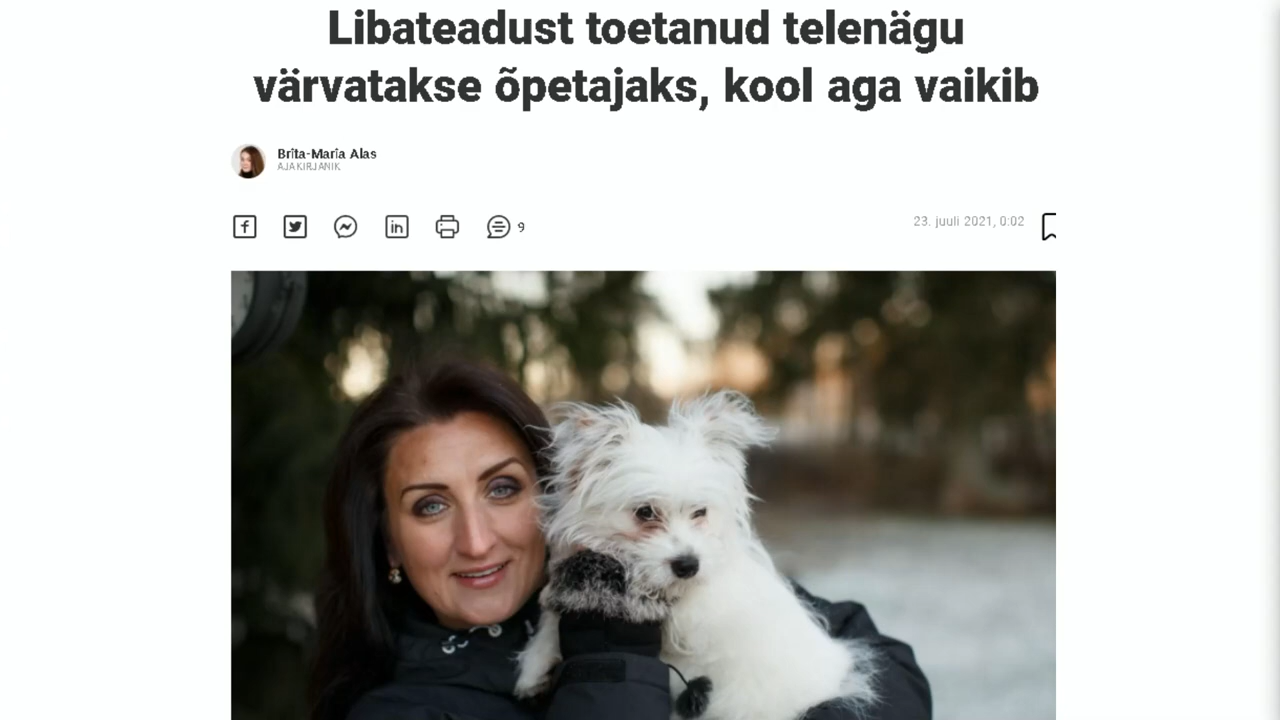 Libateadust toetanud telenägu
värvatakse õpetajaks, kool aga vaikib
Brita-Maria Alas
AJAKIRJANIK
9
23. juuli 2021, 0:02